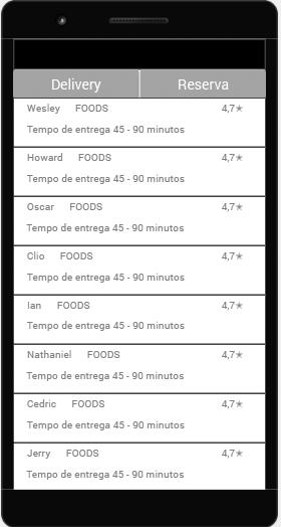 Delivery Reserva
Wesley FOODS 4,7★
Tempo de entrega 45 - 90 minutos
Howard FOODS 4,7★
Tempo de entrega 45 - 90 minutos
Oscar FOODS 4,7★
Tempo de entrega 45 - 90 minutos
Clio FOODS 4,7★
Tempo de entrega 45 - 90 minutos
Ian FOODS 4,7★
Tempo de entrega 45 - 90 minutos
Nathaniel FOODS 4,7★
Tempo de entrega 45 - 90 minutos
Cedric FOODS 4,7★
Tempo de entrega 45 - 90 minutos
Jerry FOODS 4,7★
Tempo de entrega 45 - 90 minutos